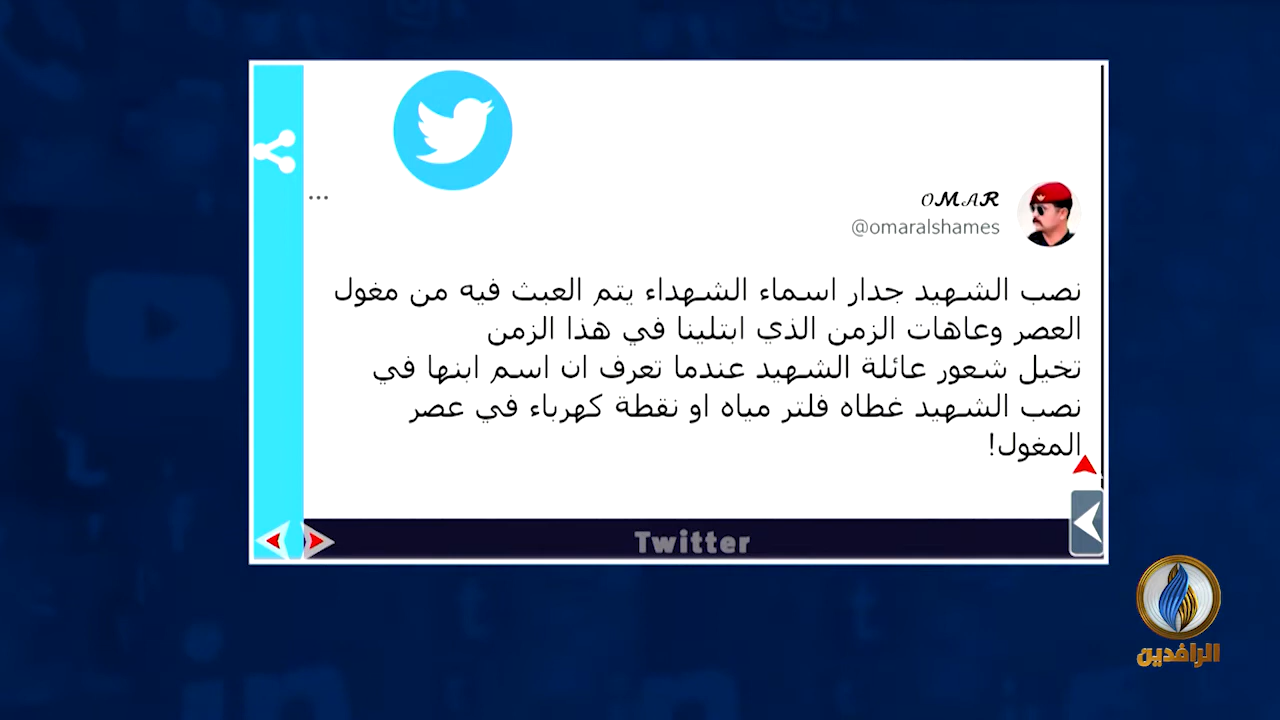 OMAR
@omaralshames
...
نصب الشهيد جدار اسماء الشهداء يتم العبث فيه من مغول
العصر وعاهات الزمن الذي ابتلينا في هذا الزمن
تخيل شعور عائلة الشهيد عندما تعرف ان اسم ابنها في
نصب الشهيد غطاه فلتر مياه او نقطة كهرباء في عصر
المغول!
Twitter
الرافدين